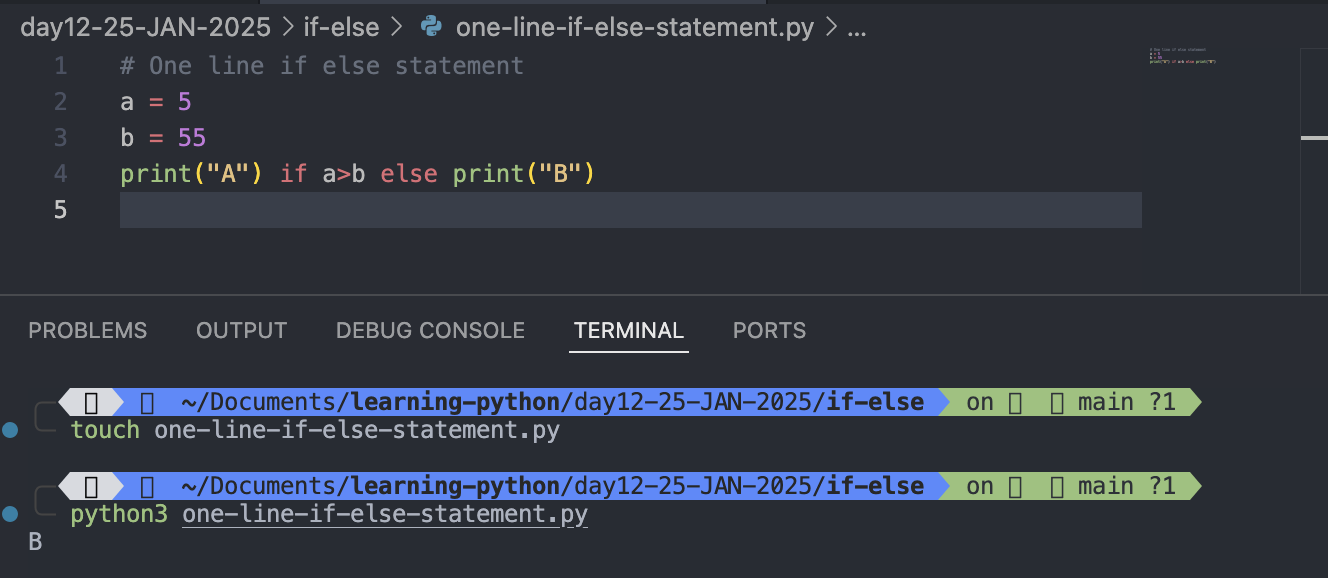 day12-25-JAN-2025 > if-else > one-line-if-else-statement.py > ...
1 # One line if else statement
2 a = 5
3 b = 55
4 print("A") if a>b else print("B")
5
PROBLEMS OUTPUT DEBUG CONSOLE TERMINAL PORTS
~/Documents/learning-python/day12-25-JAN-2025/if-else on main ?1
touch one-line-if-else-statement.py
~/Documents/learning-python/day12-25-JAN-2025/if-else on main ?1
python3 one-line-if-else-statement.py
B